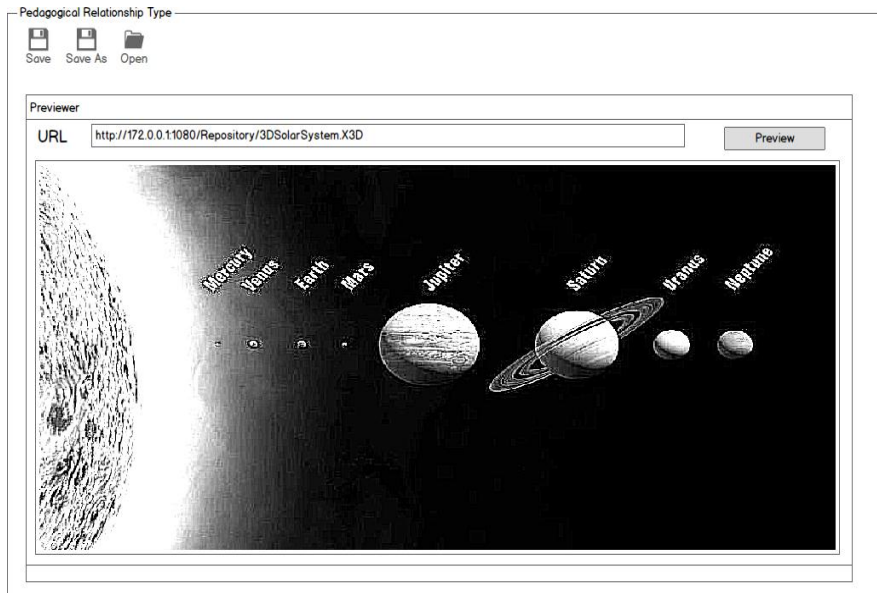 Pedagogical Relationship Type
Save Save As Open
Previewer
URL http://172.0.0.1:1080/Repository/3DSolarSystem.X3D Preview
Mercury Venus Earth Mars Jupiter Saturn Uranus Neptune